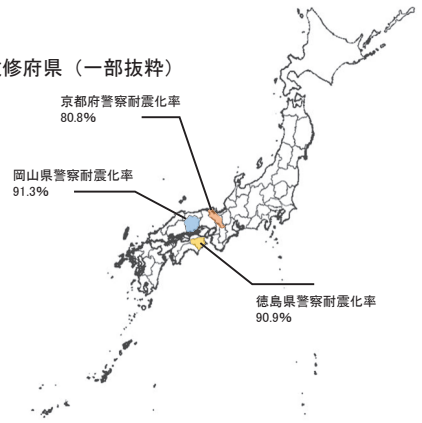 修府県（一部抜粋）
京都府警察耐震化率
80.8%
岡山県警察耐震化率
91.3%
徳島県警察耐震化率
90.9%